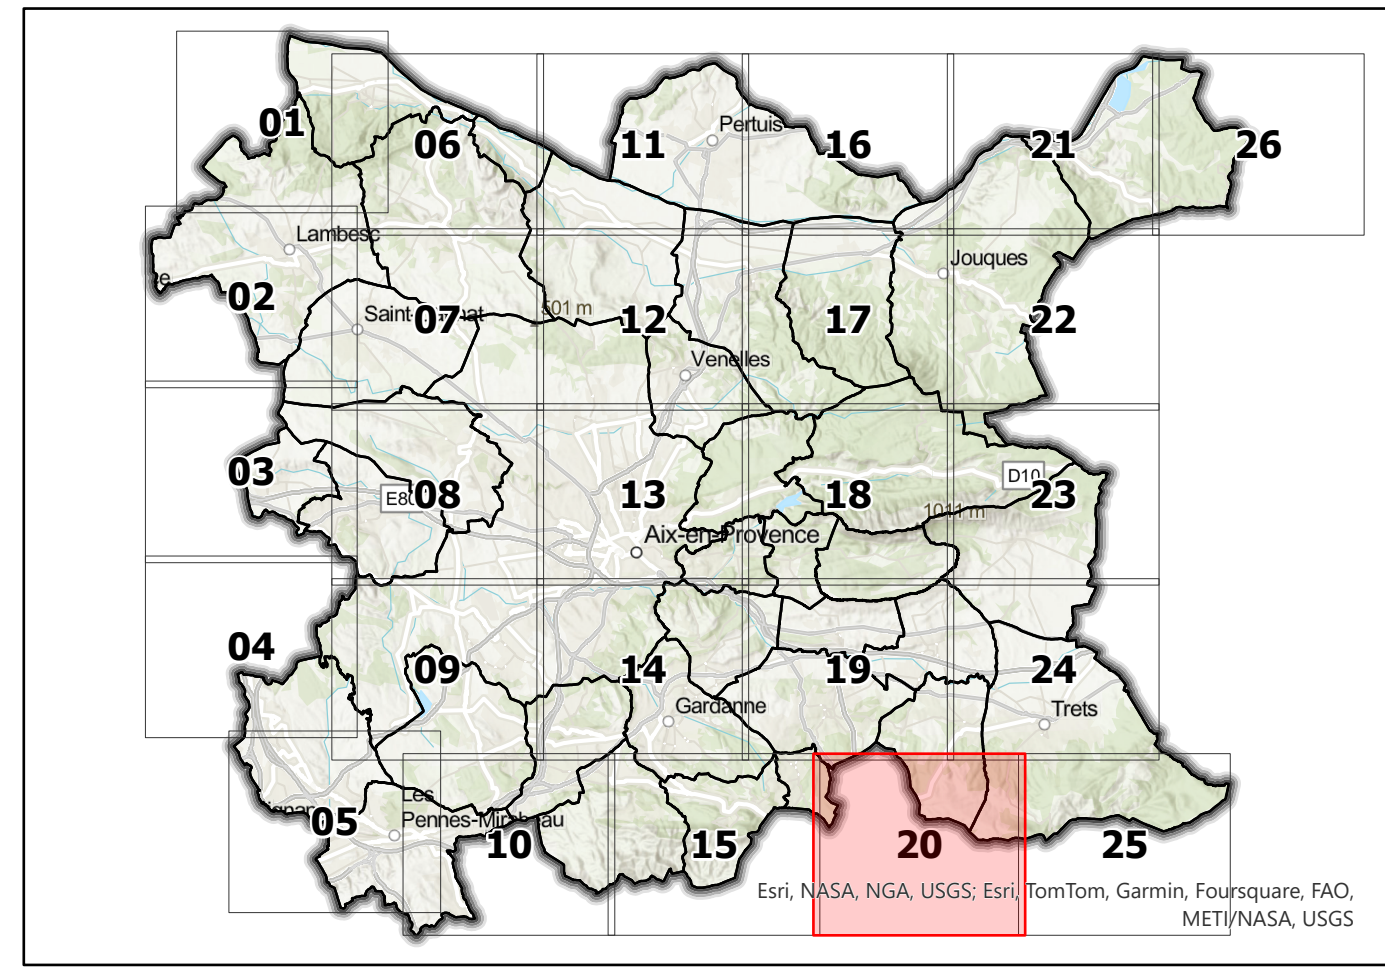 01
06
11
Pertuis
16
21
26
Lambesc
Jouques
02
07
501 m
12
17
22
Venelles
03
08
13
18
D10
23
1011 m
Aix-en-Provence
04
09
14
19
24
Gardanne
Trets
05
Les
Pennes-Mirabeau
10
15
20
25
Esri, NASA, NGA, USGS; Esri, TomTom, Garmin, Foursquare, FAO,
METI/NASA, USGS